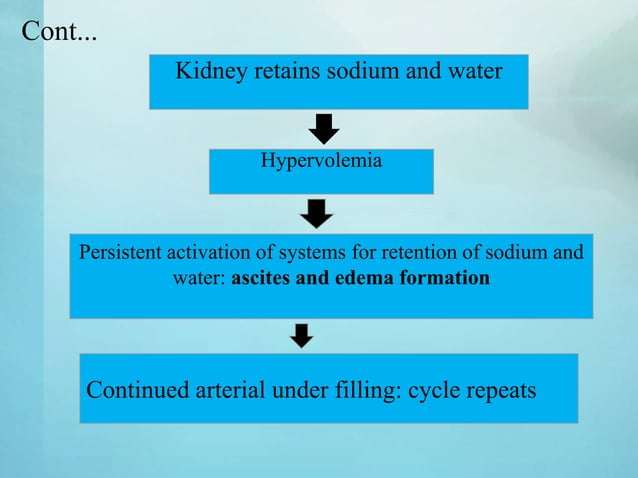 Cont...
Kidney retains sodium and water
Hypervolemia
Persistent activation of systems for retention of sodium and
water: ascites and edema formation
Continued arterial under filling: cycle repeats